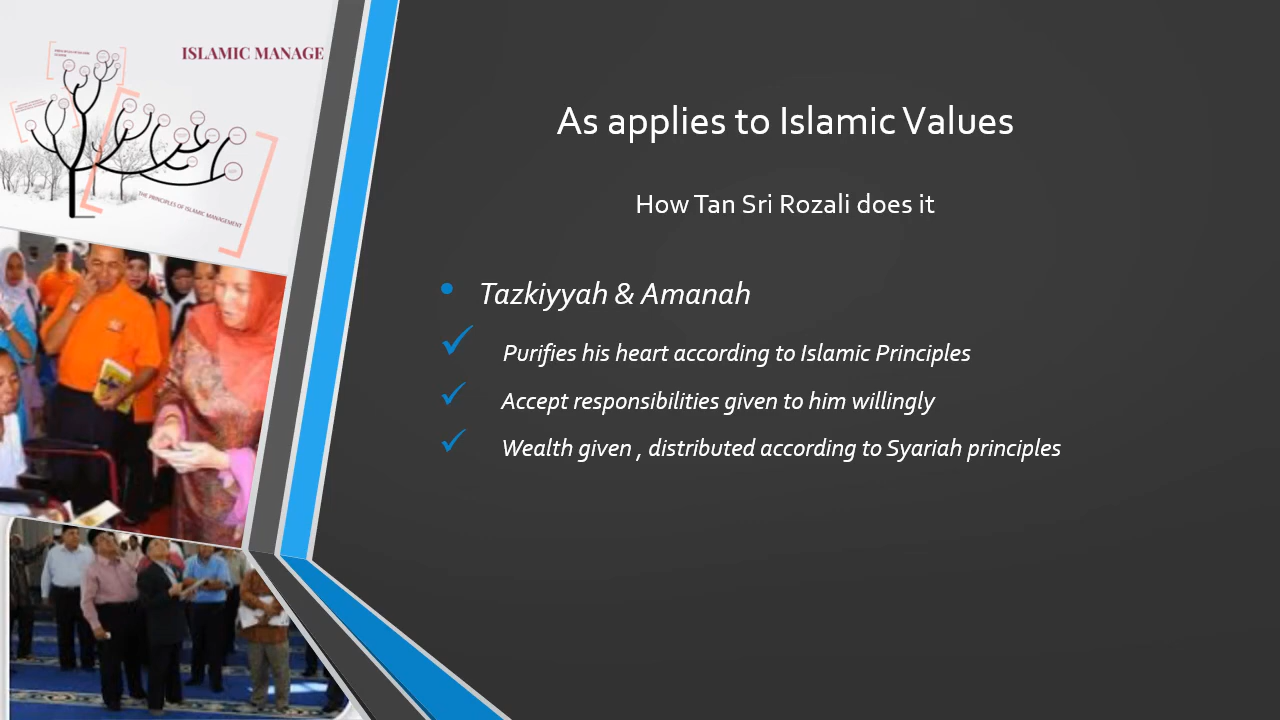 ISLAMIC MANAGE
THE PRINCIPLES OF ISLAMIC MANAGEMENT
As applies to Islamic Values
How Tan Sri Rozali does it
Tazkiyyah & Amanah
Purifies his heart according to Islamic Principles
Accept responsibilities given to him willingly
Wealth given , distributed according to Syariah principles